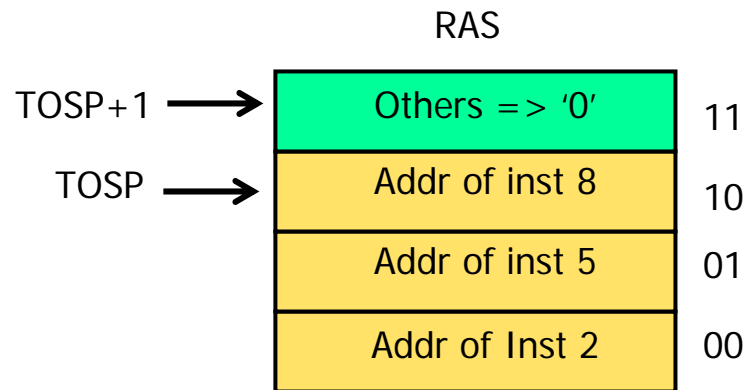 RAS
TOSP+1
Others => ‘0’
11
TOSP
Addr of inst 8
10
Addr of inst 5
01
Addr of Inst 2
00